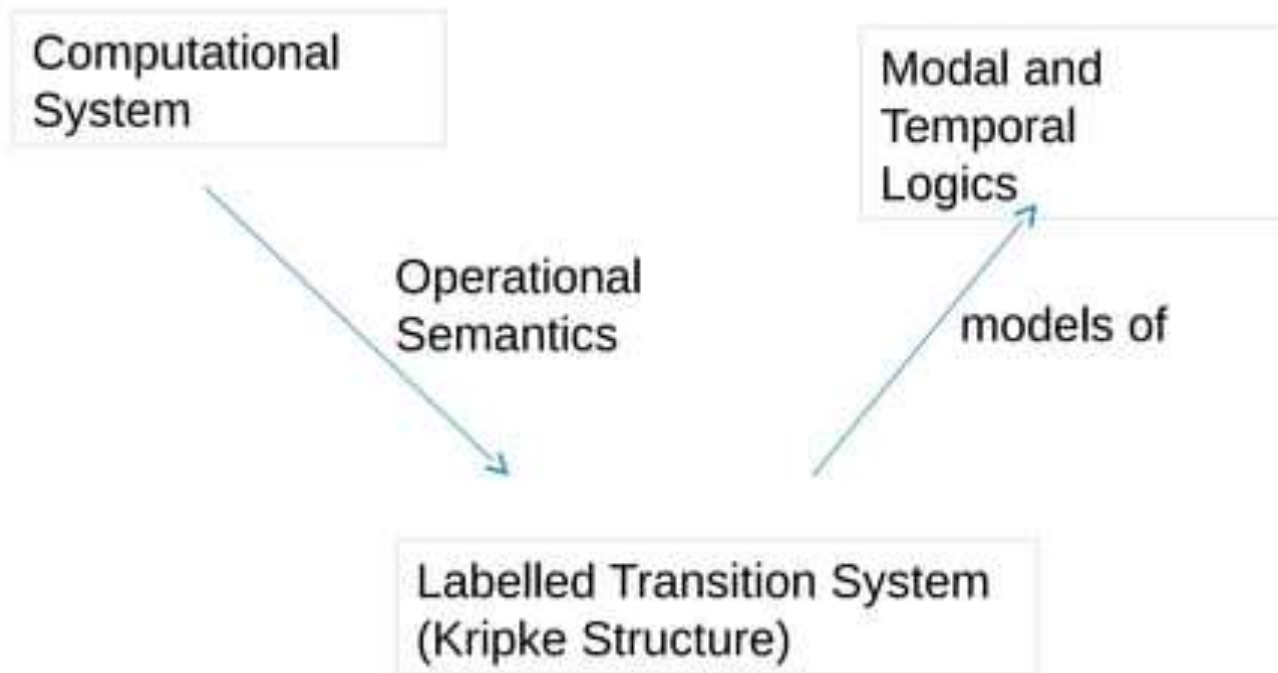 Computational
System
Modal and
Temporal
Logics
Operational
Semantics
models of
Labelled Transition System
(Kripke Structure)